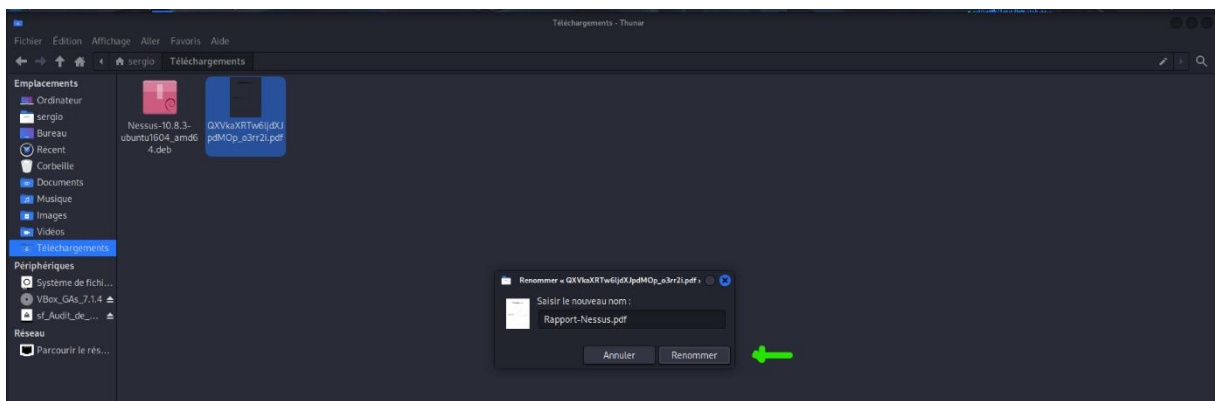 Téléchargements - Thunar
Fichier Édition Affichage Aller Favoris Aide
sergio Téléchargements
Emplacements
Ordinateur
sergio
Bureau
Récent
Corbeille
Documents
Musique
Images
Vidéos
Téléchargements
Périphériques
Système de fichi...
VBox_GAs_7.1.4
sf_Audit_de_...
Réseau
Parcourir le rés...
Nessus-10.8.3-
ubuntu1604_amd6
4.deb
QXVkaXRTw6ljdXJ
pdMOp_o3rr2i.pdf
Renommer « QXVkaXRTw6ljdXJpdMOp_o3rr2i.pdf »
Saisir le nouveau nom :
Rapport-Nessus.pdf
Annuler Renommer